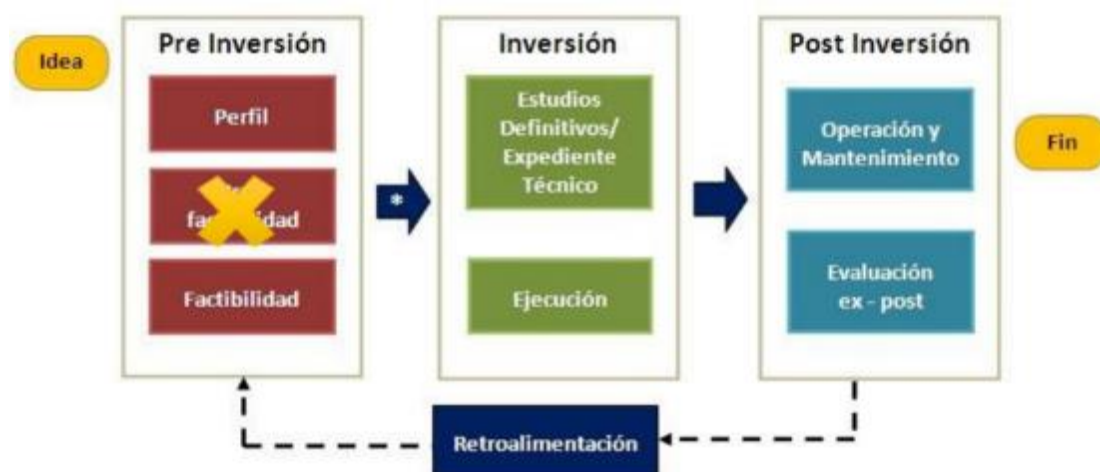 Idea
Pre Inversión
Perfil
factibilidad
Factibilidad
*
Inversión
Estudios
Definitivos/
Expediente
Técnico
Ejecución
Post Inversión
Operación y
Mantenimiento
Evaluación
ex - post
Fin
Retroalimentación